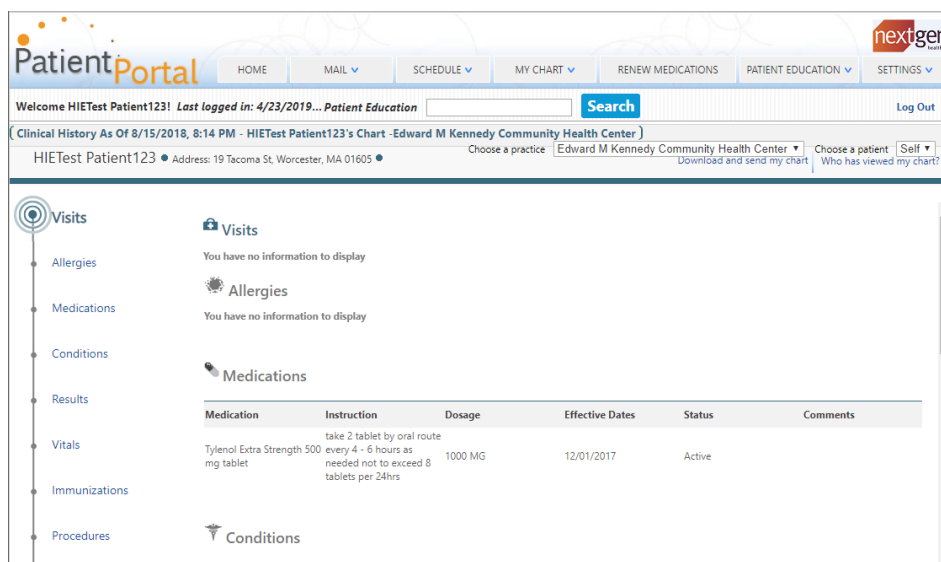 nextgen
health
Patient Portal
HOME MAIL SCHEDULE MY CHART RENEW MEDICATIONS PATIENT EDUCATION SETTINGS
Welcome HIETest Patient123! Last logged in: 4/23/2019... Patient Education Search Log Out
Clinical History As Of 8/15/2018, 8:14 PM - HIETest Patient123's Chart -Edward M Kennedy Community Health Center
HIETest Patient123 • Address: 19 Tacoma St, Worcester, MA 01605 • Choose a practice Edward M Kennedy Community Health Center Choose a patient Self
Download and send my chart Who has viewed my chart?
Visits
Allergies
Medications
Conditions
Results
Vitals
Immunizations
Procedures
Visits
You have no information to display
Allergies
You have no information to display
Medications
Medication Instruction Dosage Effective Dates Status Comments
Tylenol Extra Strength 500 mg tablet take 2 tablet by oral route every 4 - 6 hours as needed not to exceed 8 tablets per 24hrs 1000 MG 12/01/2017 Active
Conditions